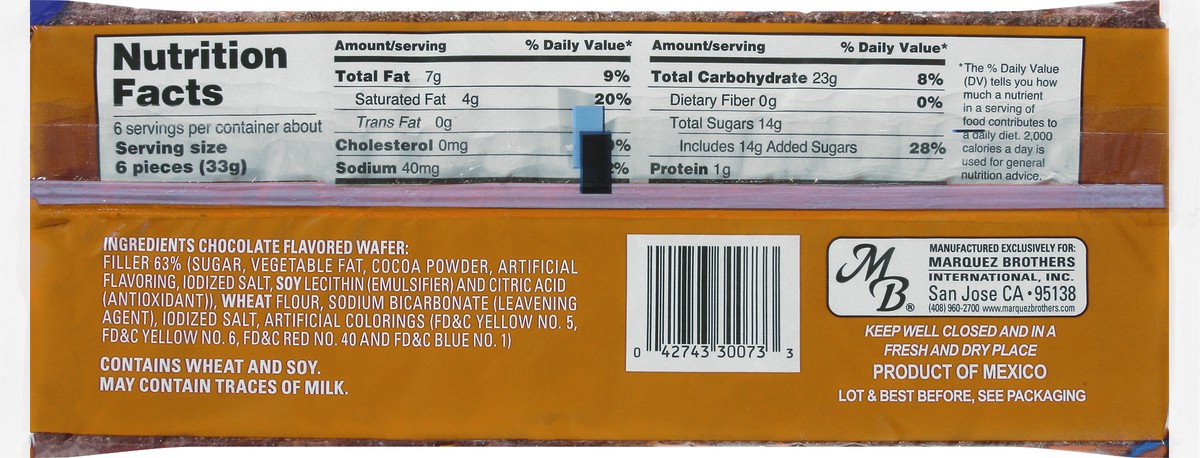 Nutrition
Facts
6 servings per container about
Serving size
6 pieces (33g)
Amount/serving % Daily Value*
Total Fat 7g 9%
Saturated Fat 4g 20%
Trans Fat 0g
Cholesterol 0mg %
Sodium 40mg %
Amount/serving % Daily Value*
Total Carbohydrate 23g 8%
Dietary Fiber 0g 0%
Total Sugars 14g
Includes 14g Added Sugars 28%
Protein 1g
*The % Daily Value
(DV) tells you how
much a nutrient
in a serving of
food contributes to
a daily diet. 2,000
calories a day is
used for general
nutrition advice.
INGREDIENTS CHOCOLATE FLAVORED WAFER:
FILLER 63% (SUGAR, VEGETABLE FAT, COCOA POWDER, ARTIFICIAL
FLAVORING, IODIZED SALT, SOY LECITHIN (EMULSIFIER) AND CITRIC ACID
(ANTIOXIDANT)), WHEAT FLOUR, SODIUM BICARBONATE (LEAVENING
AGENT), IODIZED SALT, ARTIFICIAL COLORINGS (FD&C YELLOW NO. 5,
FD&C YELLOW NO. 6, FD&C RED NO. 40 AND FD&C BLUE NO. 1)
CONTAINS WHEAT AND SOY.
MAY CONTAIN TRACES OF MILK.
0 42743 30073 3
MB®
MANUFACTURED EXCLUSIVELY FOR:
MARQUEZ BROTHERS
INTERNATIONAL, INC.
San Jose CA • 95138
(408) 960-2700 www.marquezbrothers.com
KEEP WELL CLOSED AND IN A
FRESH AND DRY PLACE
PRODUCT OF MEXICO
LOT & BEST BEFORE, SEE PACKAGING